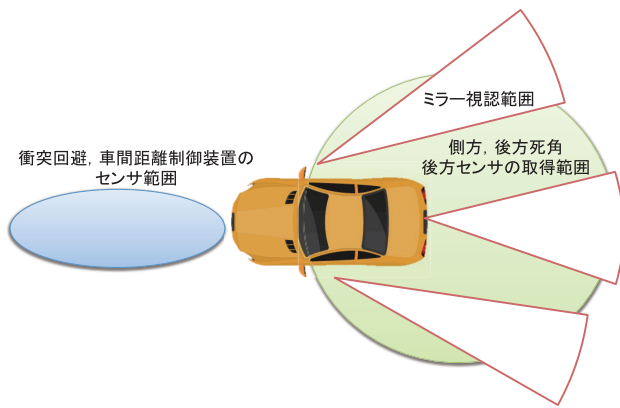 ミラー視認範囲
衝突回避，車間距離制御装置の
センサ範囲
側方，後方死角
後方センサの取得範囲